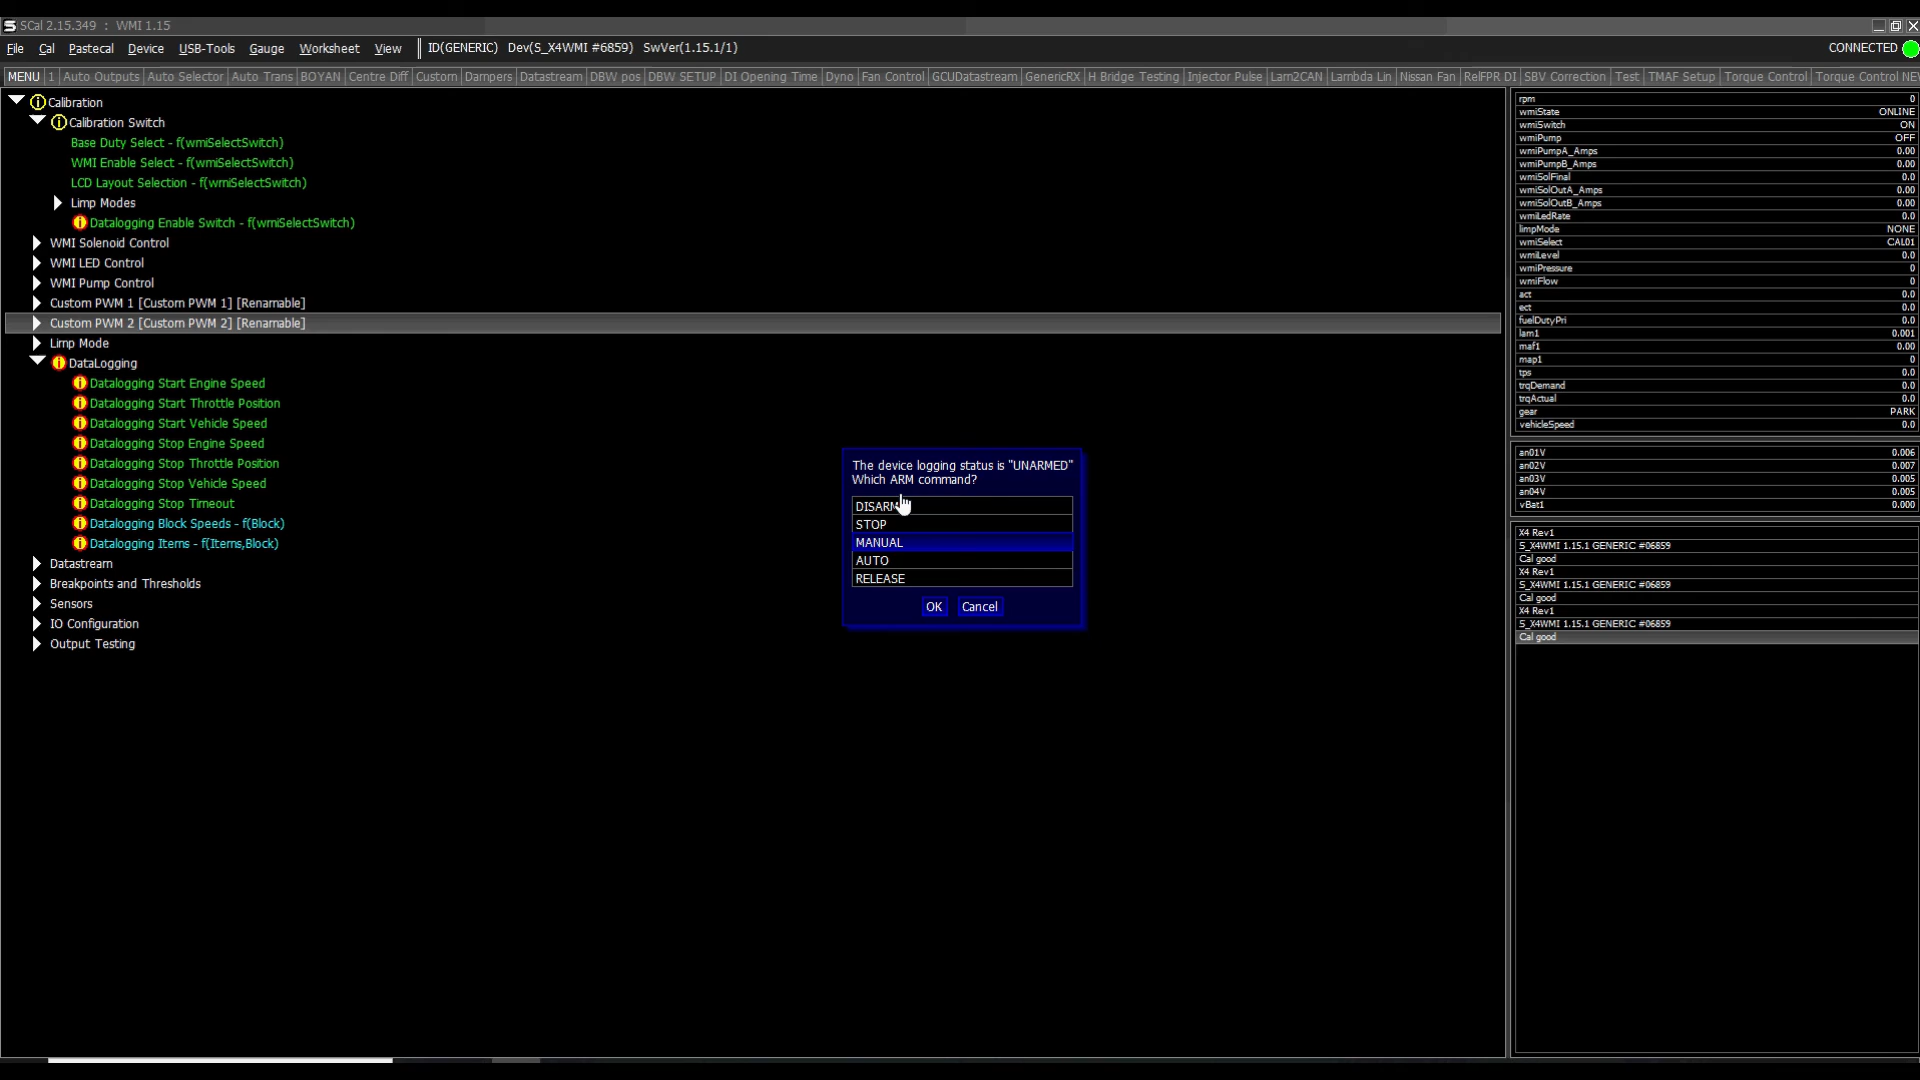 SCal 2.15.349 : WMI 1.15
File Cal Pastecal Device USB-Tools Gauge Worksheet View ID(GENERIC) Dev(S_X4WMI #6859) SwVer(1.15.1/1) CONNECTED
MENU 1 Auto Outputs Auto Selector Auto Trans BOYAN Centre Diff Custom Dampers Datastream DBW pos DBW SETUP DI Opening Time Dyno Fan Control GCUDatastream GenericRX H Bridge Testing Injector Pulse Lam2CAN Lambda Lin Nissan Fan RelFPR DI SBV Correction Test TMAF Setup Torque Control Torque Control NE
Calibration
Calibration Switch
Base Duty Select - f(wmiSelectSwitch)
WMI Enable Select - f(wmiSelectSwitch)
LCD Layout Selection - f(wmiSelectSwitch)
Limp Modes
Datalogging Enable Switch - f(wmiSelectSwitch)
WMI Solenoid Control
WMI LED Control
WMI Pump Control
Custom PWM 1 [Custom PWM 1] [Renamable]
Custom PWM 2 [Custom PWM 2] [Renamable]
Limp Mode
DataLogging
Datalogging Start Engine Speed
Datalogging Start Throttle Position
Datalogging Start Vehicle Speed
Datalogging Stop Engine Speed
Datalogging Stop Throttle Position
Datalogging Stop Vehicle Speed
Datalogging Stop Timeout
Datalogging Block Speeds - f(Block)
Datalogging Items - f(Items,Block)
Datastream
Breakpoints and Thresholds
Sensors
IO Configuration
Output Testing
The device logging status is "UNARMED"
Which ARM command?
DISARM
STOP
MANUAL
AUTO
RELEASE
OK Cancel
rpm 0
wmiState ONLINE
wmiSwitch ON
wmiPump OFF
wmiPumpA_Amps 0.00
wmiPumpB_Amps 0.00
wmiSolFinal 0.0
wmiSolOutA_Amps 0.00
wmiSolOutB_Amps 0.00
wmiLedRate 0.0
limpMode NONE
wmiSelect CAL01
wmiLevel 0.0
wmiPressure 0
wmiFlow 0
act 0.0
ect 0.0
fuelDutyPri 0.0
lam1 0.001
maf1 0.00
map1 0
tps 0.0
trqDemand 0.0
trqActual 0.0
gear PARK
vehicleSpeed 0.0
an01V 0.006
an02V 0.007
an03V 0.005
an04V 0.005
vBat1 0.000
X4 Rev1
S_X4WMI 1.15.1 GENERIC #06859
Cal good
X4 Rev1
S_X4WMI 1.15.1 GENERIC #06859
Cal good
X4 Rev1
S_X4WMI 1.15.1 GENERIC #06859
Cal good